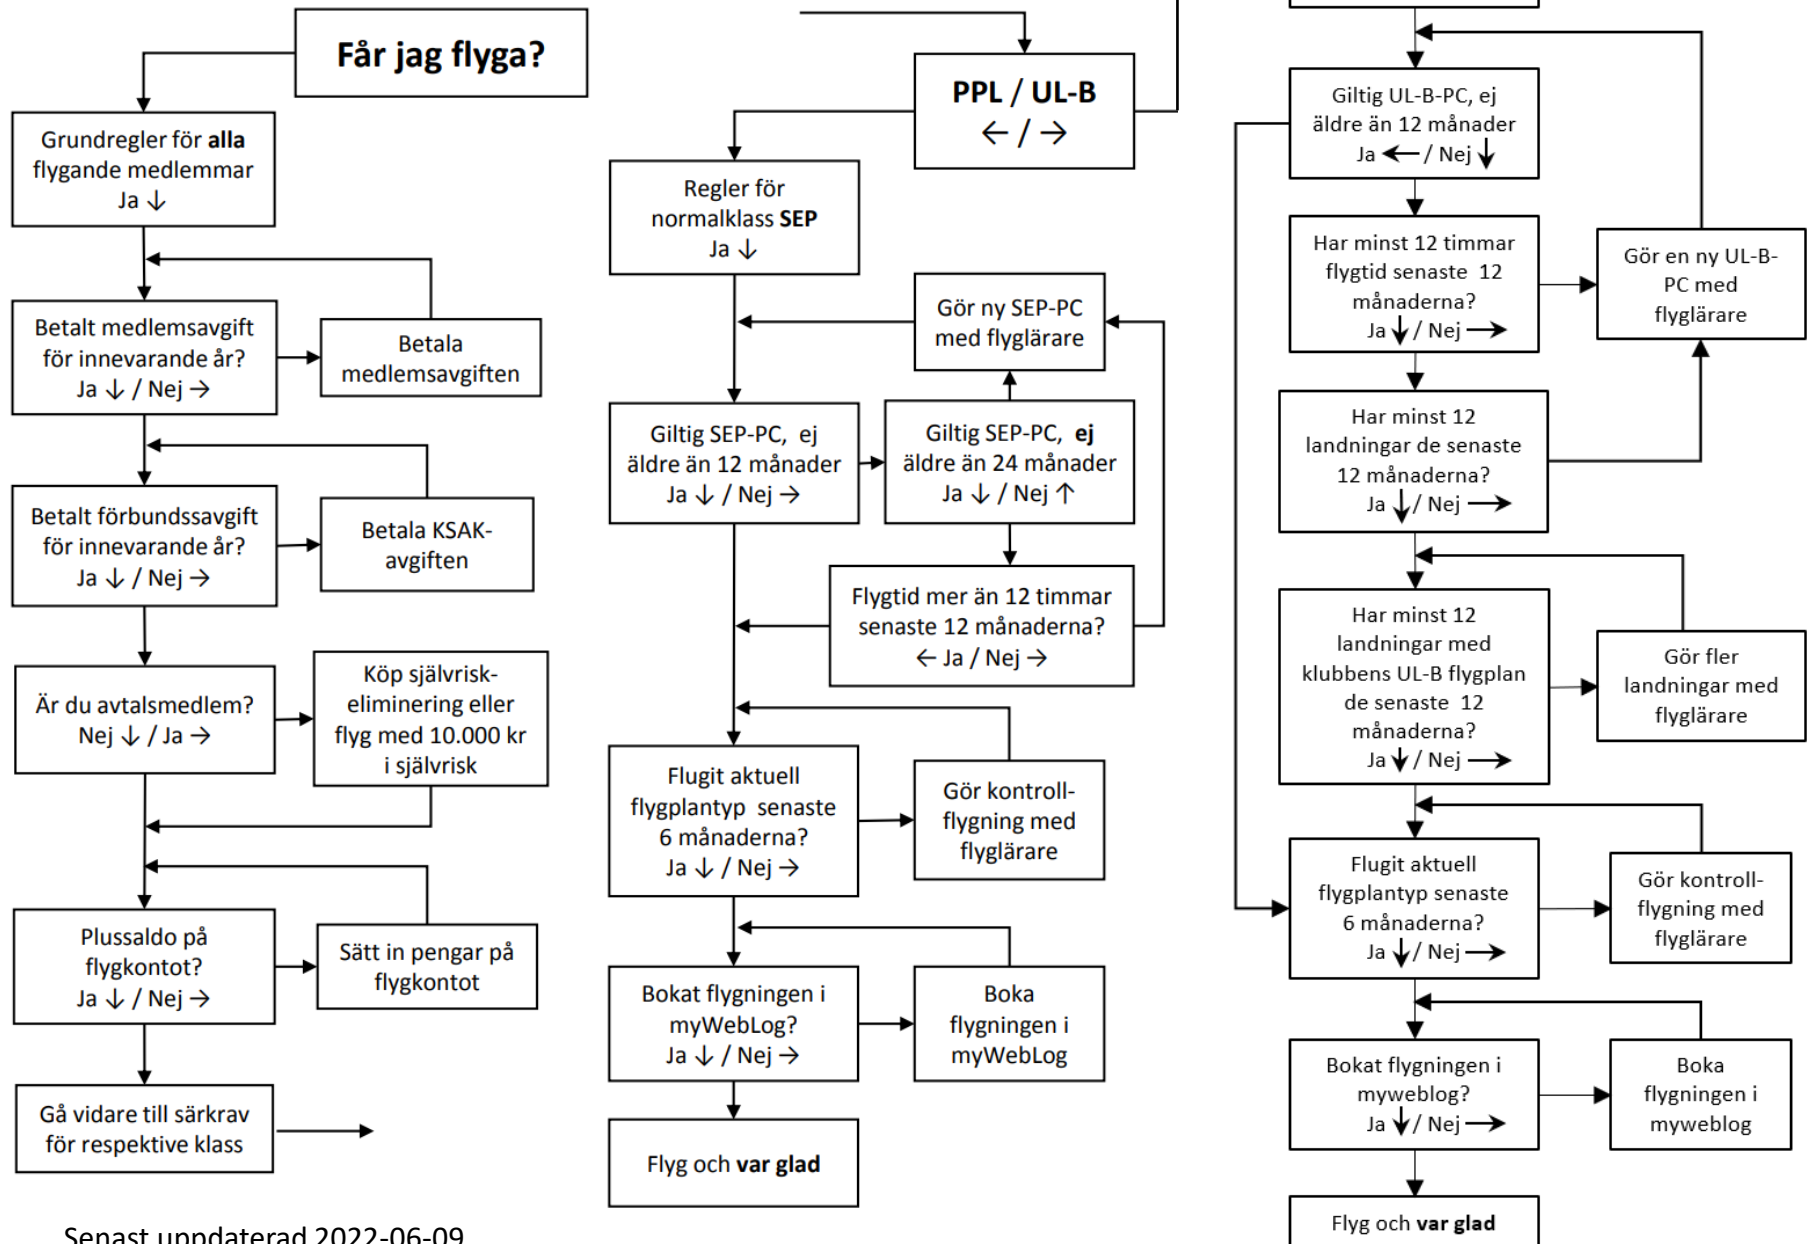 Får jag flyga?
Grundregler för alla
flygande medlemmar
Ja ↓
Betalt medlemsavgift
för innevarande år?
Ja ↓ / Nej →
Betala
medlemsavgiften
Betalt förbundssavgift
för innevarande år?
Ja ↓ / Nej →
Betala KSAK-
avgiften
Är du avtalsmedlem?
Nej ↓ / Ja →
Köp självrisk-
eliminering eller
flyg med 10.000 kr
i självrisk
Plussaldo på
flygkontot?
Ja ↓ / Nej →
Sätt in pengar på
flygkontot
Gå vidare till särkrav
för respektive klass
Senast uppdaterad 2022-06-09
PPL / UL-B
← / →
Regler för
normalklass SEP
Ja ↓
Gör ny SEP-PC
med flyglärare
Giltig SEP-PC, ej
äldre än 12 månader
Ja ↓ / Nej →
Giltig SEP-PC, ej
äldre än 24 månader
Ja ↓ / Nej ↑
Flygtid mer än 12 timmar
senaste 12 månaderna?
← Ja / Nej →
Flugit aktuell
flygplantyp senaste
6 månaderna?
Ja ↓ / Nej →
Gör kontroll-
flygning med
flyglärare
Bokat flygningen i
myWebLog?
Ja ↓ / Nej →
Boka
flygningen i
myWebLog
Flyg och var glad
Giltig UL-B-PC, ej
äldre än 12 månader
Ja ← / Nej ↓
Har minst 12 timmar
flygtid senaste 12
månaderna?
Ja ↓ / Nej →
Gör en ny UL-B-
PC med
flyglärare
Har minst 12
landningar de senaste
12 månaderna?
Ja ↓ / Nej →
Har minst 12
landningar med
klubbens UL-B flygplan
de senaste 12
månaderna?
Ja ↓ / Nej →
Gör fler
landningar med
flyglärare
Flugit aktuell
flygplantyp senaste
6 månaderna?
Ja ↓ / Nej →
Gör kontroll-
flygning med
flyglärare
Bokat flygningen i
myweblog?
Ja ↓ / Nej →
Boka
flygningen i
myweblog
Flyg och var glad